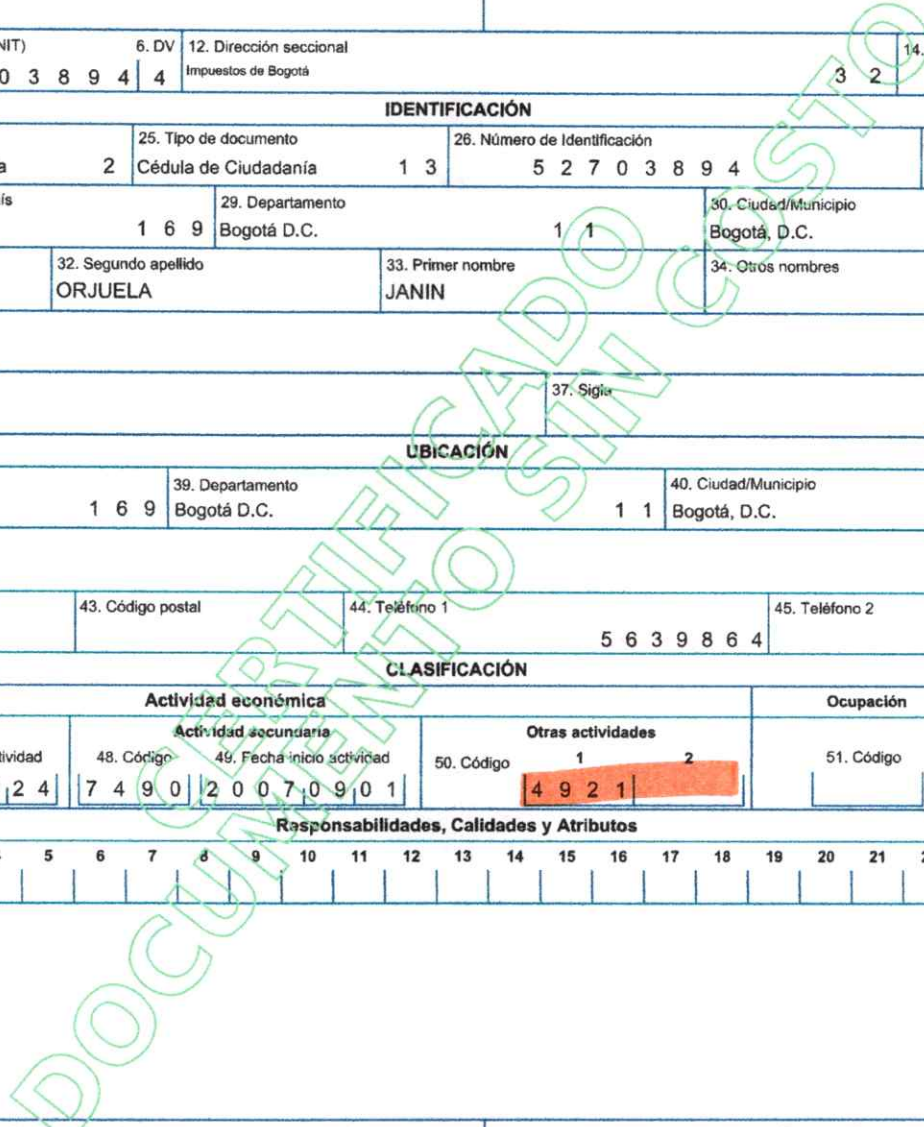 NIT) 6. DV 12. Dirección seccional 14.
0 3 8 9 4 4 Impuestos de Bogotá 3 2
IDENTIFICACIÓN
25. Tipo de documento 26. Número de Identificación
a 2 Cédula de Ciudadanía 1 3 5 2 7 0 3 8 9 4
ís 29. Departamento 30. Ciudad/Municipio
1 6 9 Bogotá D.C. 1 1 Bogotá, D.C.
32. Segundo apellido 33. Primer nombre 34. Otros nombres
ORJUELA JANIN
37. Sigla
UBICACIÓN
39. Departamento 40. Ciudad/Municipio
1 6 9 Bogotá D.C. 1 1 Bogotá, D.C.
43. Código postal 44. Teléfono 1 45. Teléfono 2
5 6 3 9 8 6 4
CLASIFICACIÓN
Actividad económica Ocupación
Actividad secundaria Otras actividades
tividad 48. Código 49. Fecha inicio actividad 50. Código 1 2 51. Código
2 4 7 4 9 0 2 0 0 7 0 9 0 1 4 9 2 1
Responsabilidades, Calidades y Atributos
5 6 7 8 9 10 11 12 13 14 15 16 17 18 19 20 21
CERTIFICADO
DOCUMENTO SIN COSTO